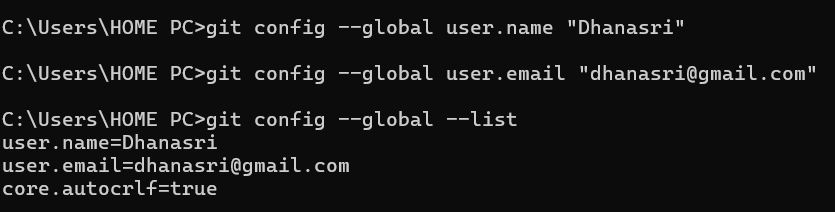 C:\Users\HOME PC>git config --global user.name "Dhanasri"
C:\Users\HOME PC>git config --global user.email "dhanasri@gmail.com"
C:\Users\HOME PC>git config --global --list
user.name=Dhanasri
user.email=dhanasri@gmail.com
core.autocrlf=true